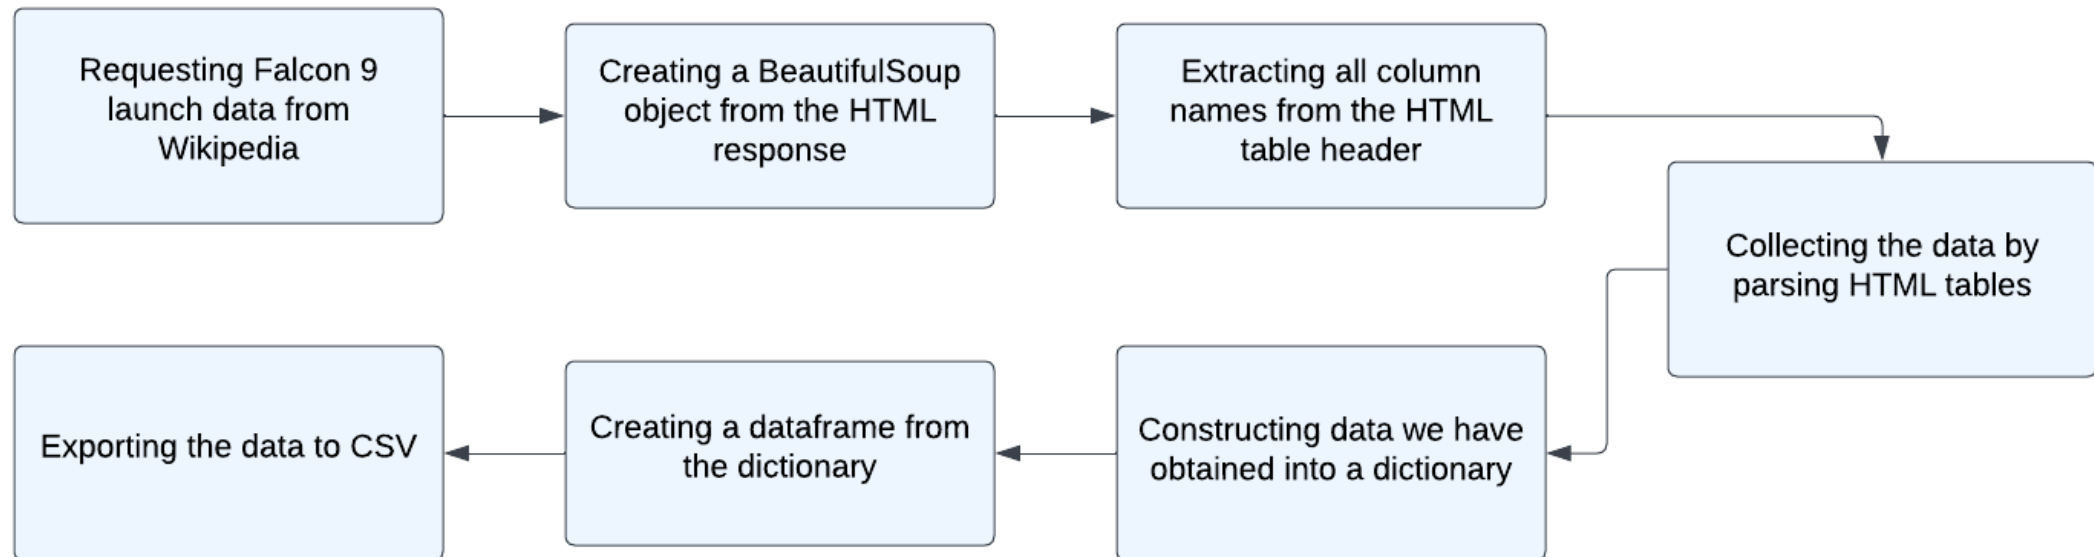 Requesting Falcon 9
launch data from
Wikipedia
Creating a BeautifulSoup
object from the HTML
response
Extracting all column
names from the HTML
table header
Collecting the data by
parsing HTML tables
Constructing data we have
obtained into a dictionary
Creating a dataframe from
the dictionary
Exporting the data to CSV